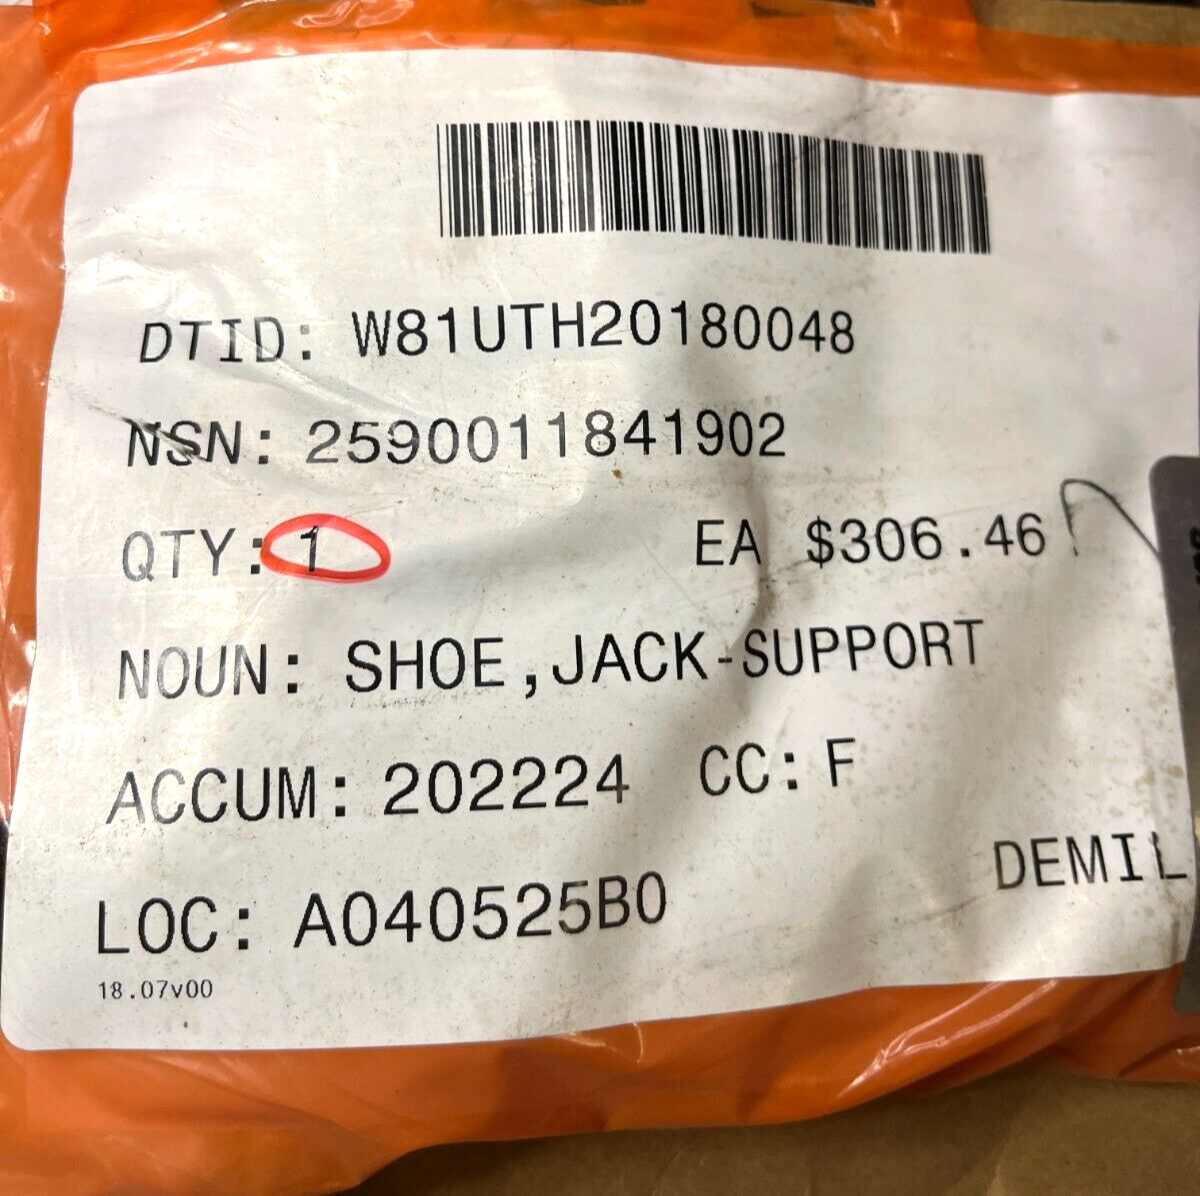 DTID: W81UTH20180048
NSN: 2590011841902
QTY: 1 EA $306.46
NOUN: SHOE,JACK-SUPPORT
ACCUM: 202224 CC: F
DEMIL
LOC: A040525B0
18.07v00